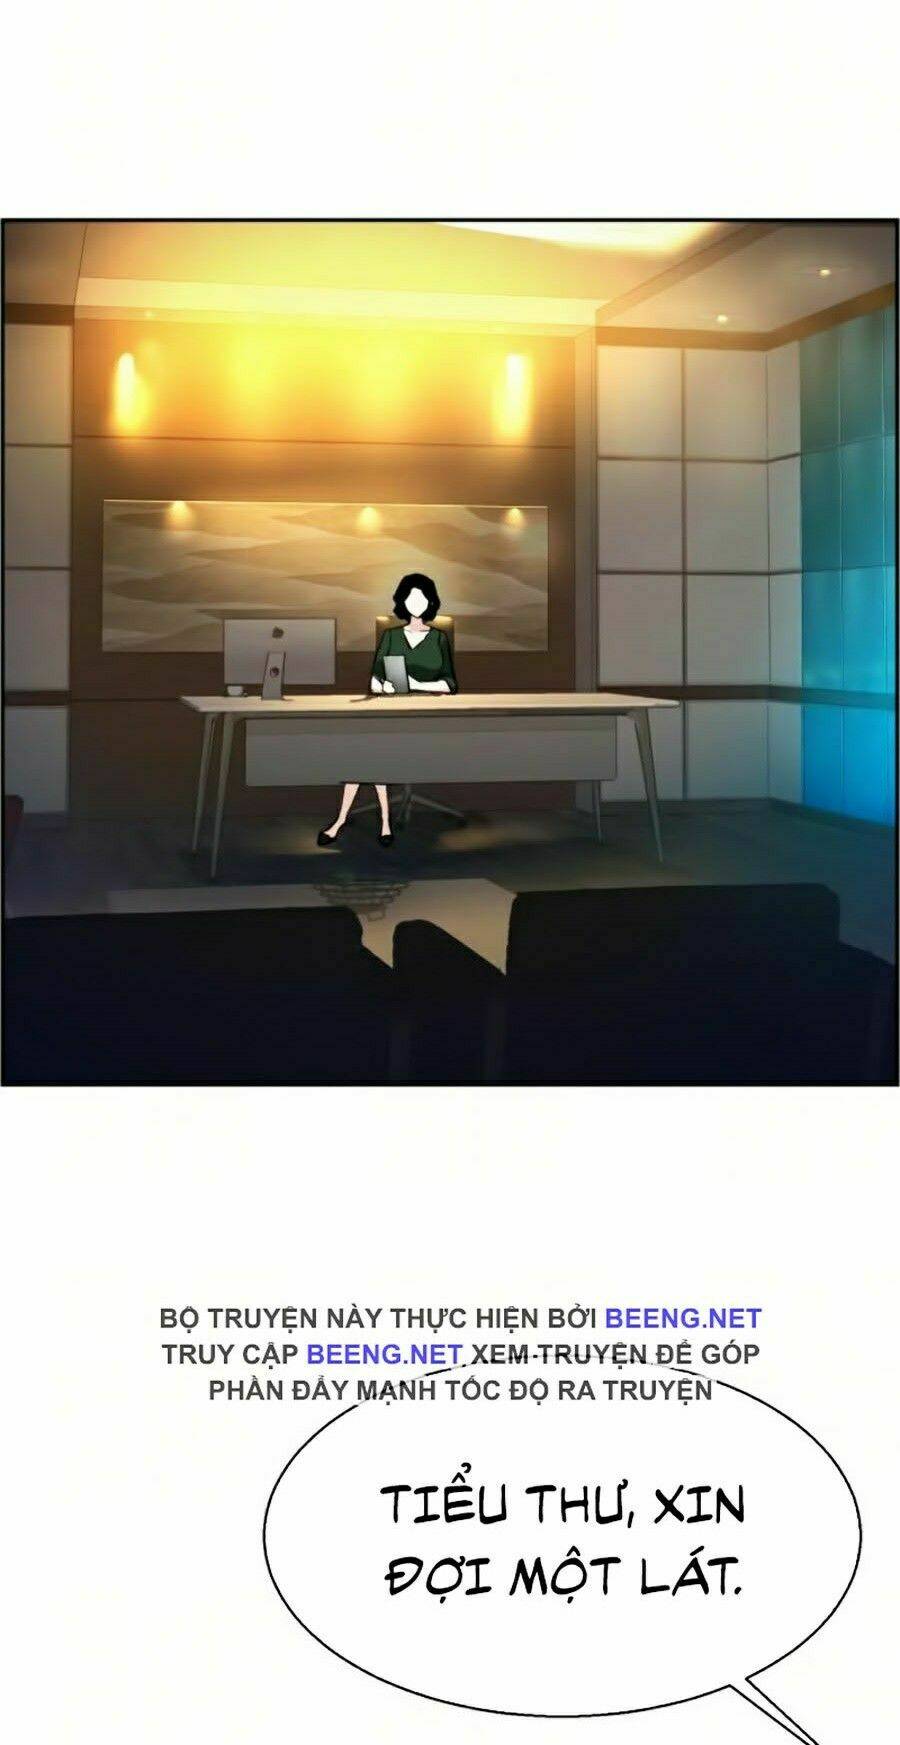 BỘ TRUYỆN NÀY THỰC HIỆN BỞI BEENG.NET
TRUY CẬP BEENG.NET XEM TRUYỆN ĐỂ GÓP
PHẦN ĐẨY MẠNH TỐC ĐỘ RA TRUYỆN
TIỂU THƯ, XIN
ĐỢI MỘT LÁT.